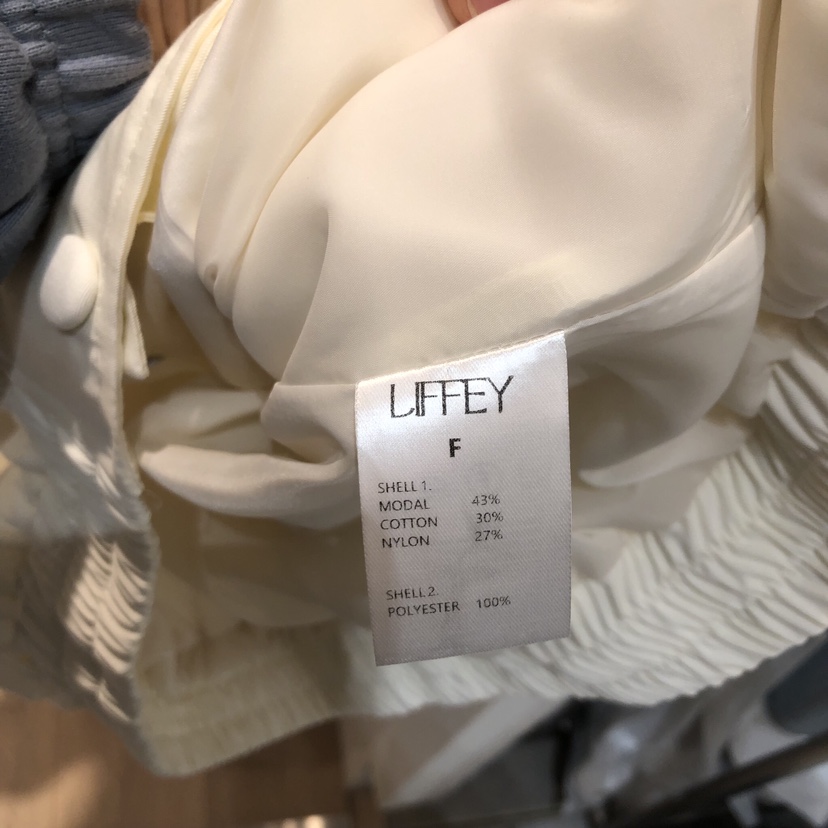 LIFFEY
F
SHELL 1.
MODAL 43%
COTTON 30%
NYLON 27%
SHELL 2.
POLYESTER 100%